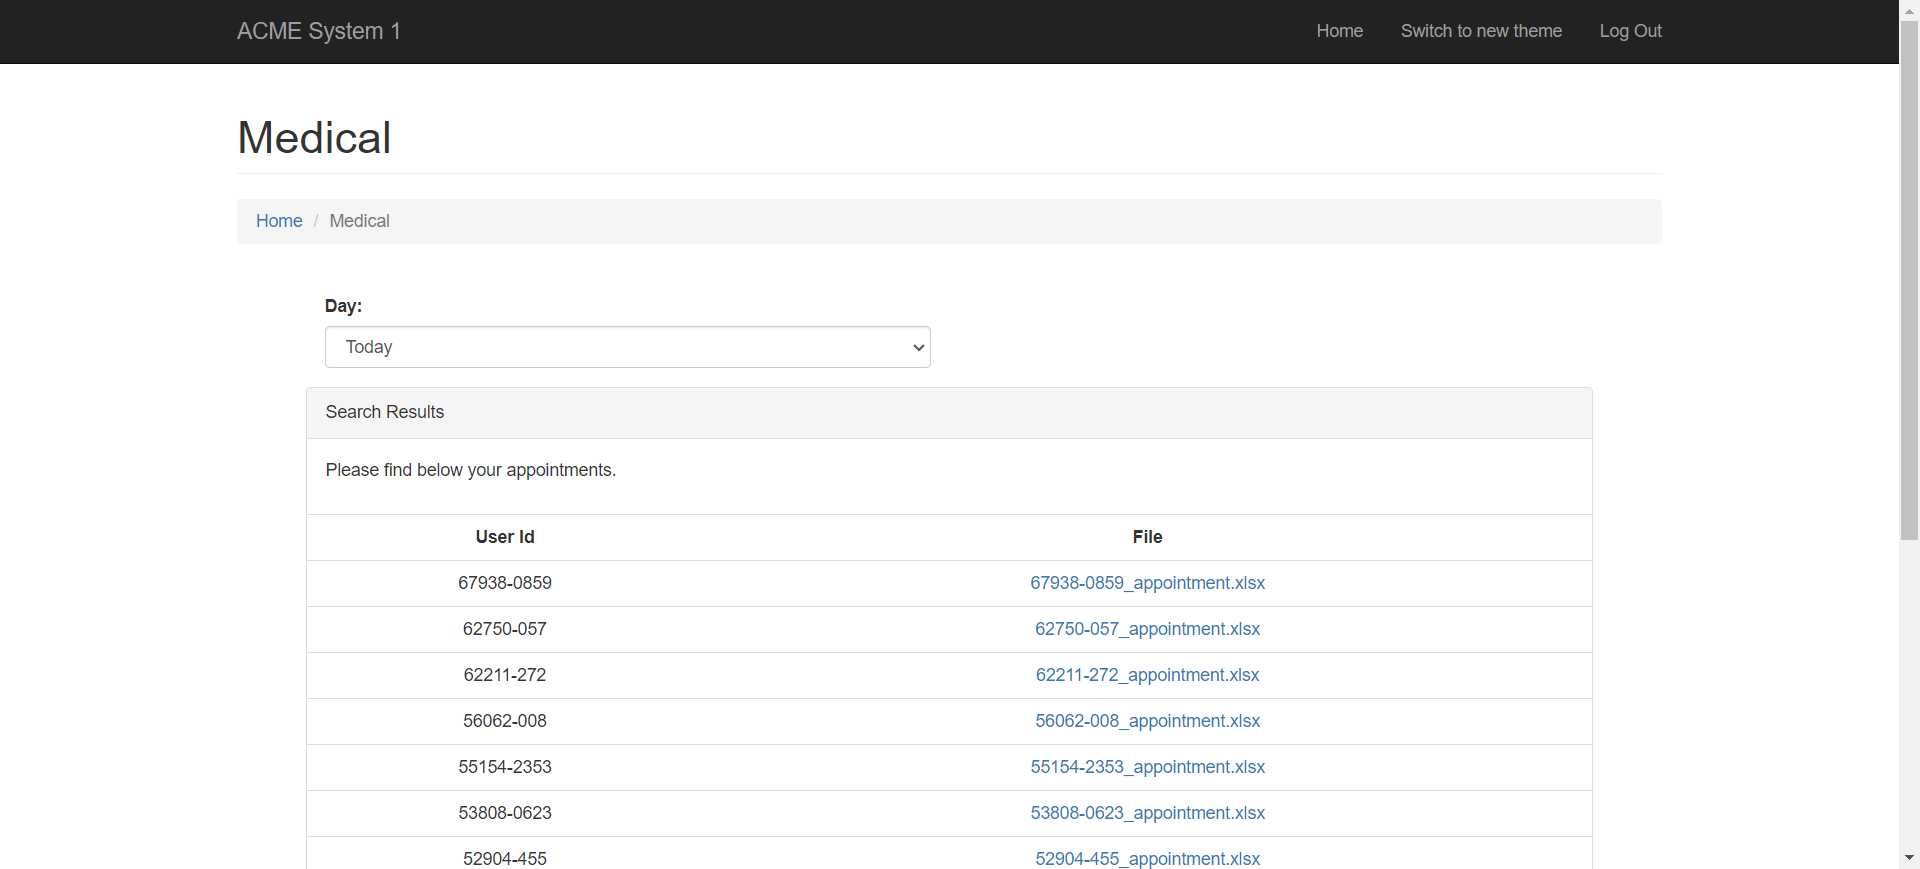 ACME System 1 Home Switch to new theme Log Out
Medical
Home / Medical
Day:
Today
Search Results
Please find below your appointments.
User Id File
67938-0859 67938-0859_appointment.xlsx
62750-057 62750-057_appointment.xlsx
62211-272 62211-272_appointment.xlsx
56062-008 56062-008_appointment.xlsx
55154-2353 55154-2353_appointment.xlsx
53808-0623 53808-0623_appointment.xlsx
52904-455 52904-455_appointment.xlsx